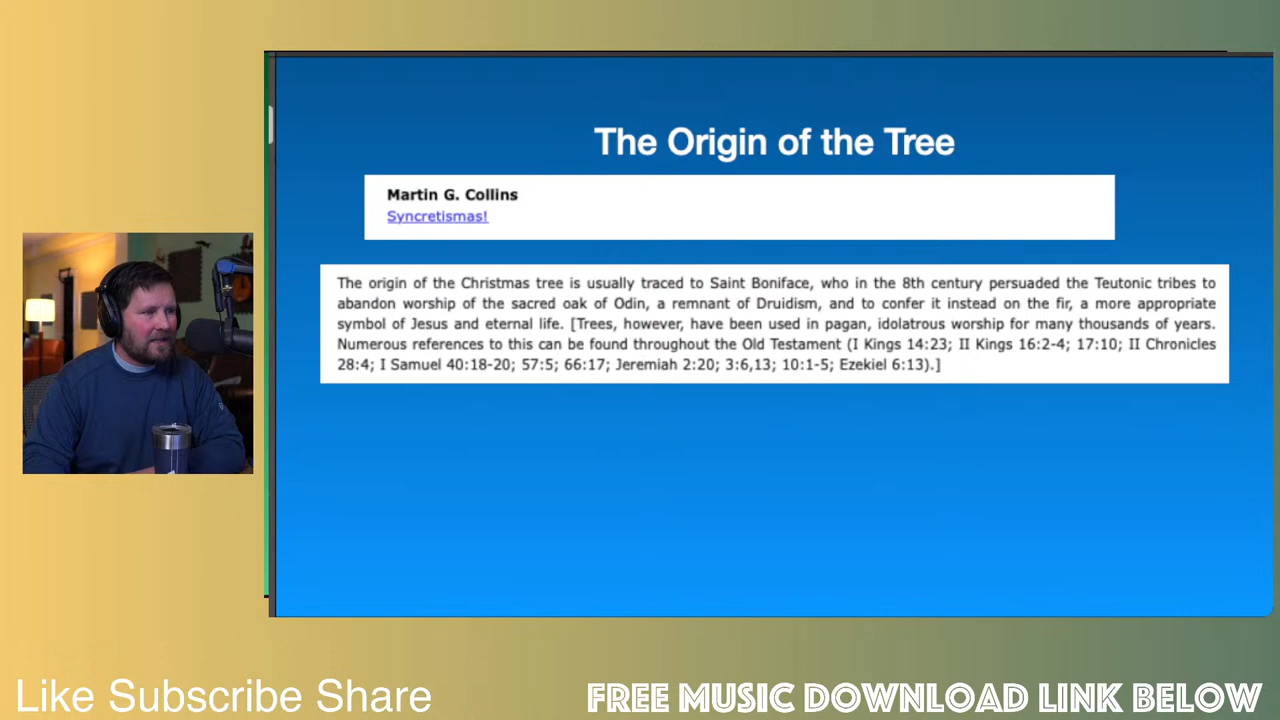 The Origin of the Tree
Martin G. Collins
Syncretismas!
The origin of the Christmas tree is usually traced to Saint Boniface, who in the 8th century persuaded the Teutonic tribes to
abandon worship of the sacred oak of Odin, a remnant of Druidism, and to confer it instead on the fir, a more appropriate
symbol of Jesus and eternal life. [Trees, however, have been used in pagan, idolatrous worship for many thousands of years.
Numerous references to this can be found throughout the Old Testament (I Kings 14:23; II Kings 16:2-4; 17:10; II Chronicles
28:4; I Samuel 40:18-20; 57:5; 66:17; Jeremiah 2:20; 3:6,13; 10:1-5; Ezekiel 6:13).]
Like Subscribe Share
FREE MUSIC DOWNLOAD LINK BELOW